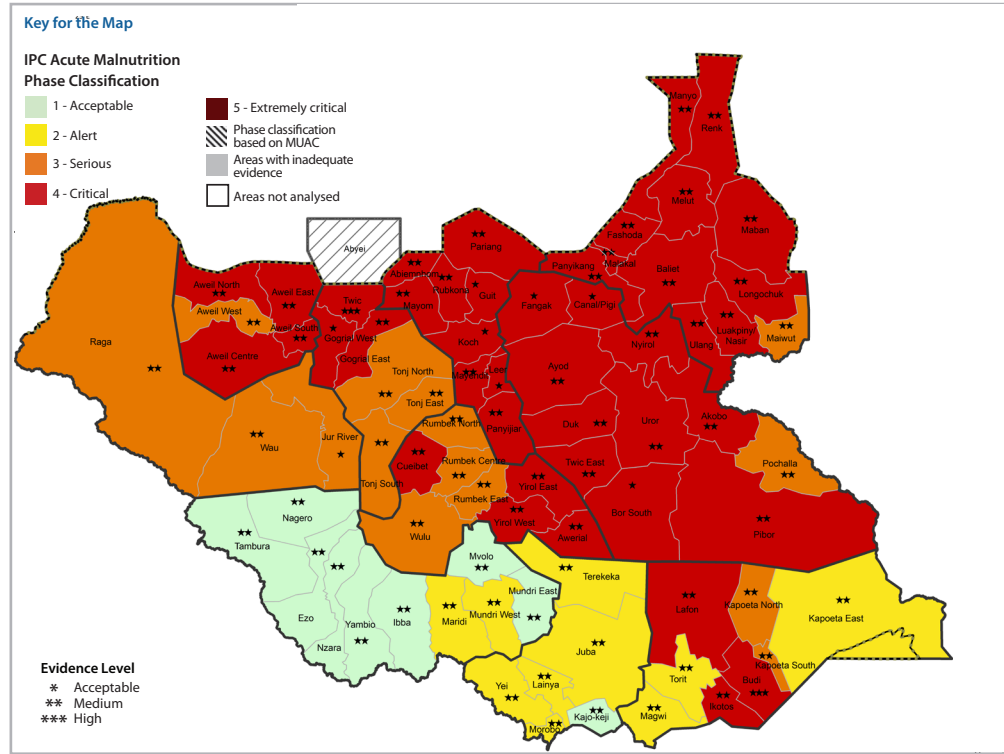 Key for the Map
IPC Acute Malnutrition
Phase Classification
1 - Acceptable
2 - Alert
3 - Serious
4 - Critical
5 - Extremely critical
Phase classification
based on MUAC
Areas with inadequate
evidence
Areas not analysed
Abyei
Manyo
Renk
Melut
Maban
Fashoda
Malakal
Panyikang
Baliet
Longochuk
Luakpiny/
Nasir
Maiwut
Ulang
Nyirol
Canal/Pigi
Fangak
Pariang
Abiemnhom
Rubkona
Guit
Mayom
Koch
Mayendit
Leer
Panyijiar
Ayod
Duk
Uror
Akobo
Twic East
Bor South
Pochalla
Pibor
Aweil North
Aweil East
Aweil West
Aweil South
Aweil Centre
Twic
Gogrial West
Gogrial East
Raga
Wau
Jur River
Tonj North
Tonj East
Tonj South
Rumbek North
Cueibat
Rumbek Centre
Rumbek East
Wulu
Yirol East
Yirol West
Awerial
Nagero
Tambura
Ezo
Nzara
Yambio
Ibba
Maridi
Mvolo
Mundri East
Mundri West
Terekeka
Juba
Lainya
Yei
Morobo
Kajo-keji
Lafon
Torit
Magwi
Ikotos
Budi
Kapoeta North
Kapoeta South
Kapoeta East
Evidence Level
* Acceptable
** Medium
*** High